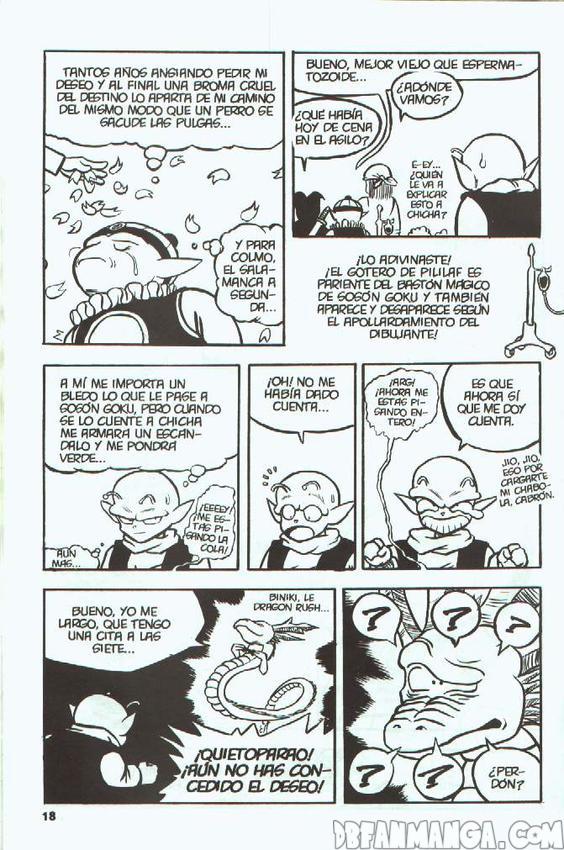 TANTOS AÑOS ANSIANDO PEDIR MI
DESEO Y AL FINAL UNA BROMA CRUEL
DEL DESTINO LO APARTA DE MI CAMINO
DEL MISMO MODO QUE UN PERRO SE
SACUDE LAS PULGAS...
Y PARA
COLMO,
EL SALA-
MANCA A
SEGUN-
DA...
BUENO, MEJOR VIEJO QUE ESPERMA-
TOZOIDE...
¿ADÓNDE
VAMOS?
¿QUÉ HABÍA
HOY DE CENA
EN EL ASILO?
E-EY...
¿QUIÉN
LE VA A
EXPLICAR
ESTO A
CHICHA?
¡LO ADIVINASTE!
¡EL GOTERO DE PILILAF ES
PARIENTE DEL BASTÓN MÁGICO
DE SOSÓN GOKU Y TAMBIÉN
APARECE Y DESAPARECE SEGÚN
EL APOLLARDAMIENTO DEL
DIBUJANTE!
A MÍ ME IMPORTA UN
BLEDO LO QUE LE PASE A
SOSÓN GOKU, PERO CUANDO
SE LO CUENTE A CHICHA
ME ARMARA UN ESCÁN-
DALO Y ME PONDRA
VERDE...
AÚN
MAS...
¡EEEEY!
¡ME ES-
TAS PI-
SANDO LA
COLA!
¡OH! NO ME
HABÍA DADO
CUENTA...
¡ARG!
¡AHORA ME
ESTAS PI-
SANDO EN-
TERO!
ES QUE
AHORA SÍ
QUE ME DOY
CUENTA.
JIO, JIO,
ESO POR
CARGARTE
MI CHABO-
LA, CABRÓN.
BUENO, YO ME
LARGO, QUE TENGO
UNA CITA A LAS
SIETE...
BINIKI, LE
DRAGON RUSH...
¡QUIETOPARAO!
¡AÚN NO HAS CON-
CEDIDO EL DESEO!
? ? ?
? ? ?
¿PER-
DÓN?
18
DBFANMANGA.COM